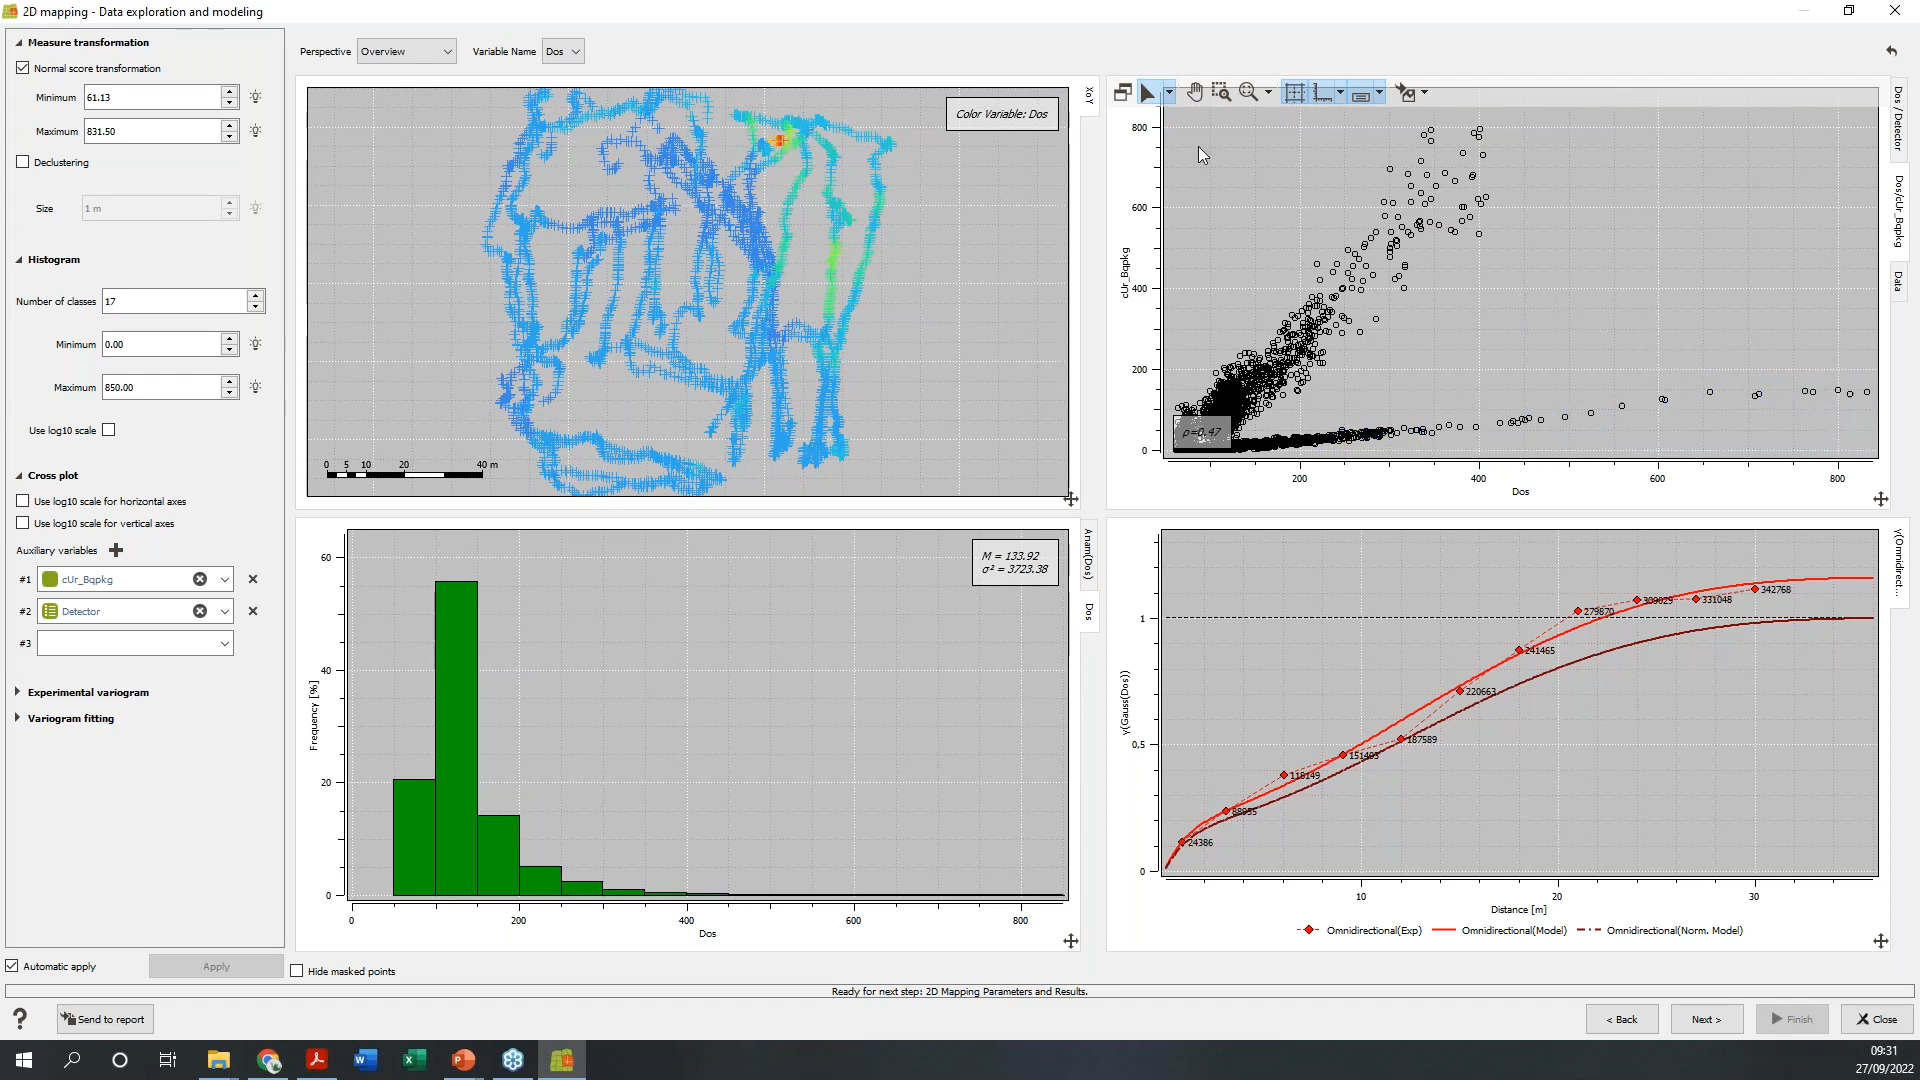 2D mapping - Data exploration and modeling
Measure transformation
Normal score transformation
Minimum 61.13
Maximum 831.50
Declustering
Size 1 m
Histogram
Number of classes 17
Minimum 0.00
Maximum 850.00
Use log10 scale
Cross plot
Use log10 scale for horizontal axes
Use log10 scale for vertical axes
Auxiliary variables
#1 cUr_Bqpkg
#2 Detector
#3
Experimental variogram
Variogram fitting
Automatic apply
Apply
Perspective Overview Variable Name Dos
Color Variable: Dos
0 5 10 20 40 m
XoY
800
600
400
200
0
cUr_Bqpkg
ρ=0.47
200 400 600 800
Dos
Dos / Detector
Dos/cUr_Bqpkg
Data
M = 133.92
σ² = 3723.38
60
40
20
0
Frequency [%]
0 200 400 600 800
Dos
Anam(Dos)
Dos
1
0,5
0
γ(Gauss(Dos))
24386
88955
118149
151403
187589
220663
241465
279870
309029
331048
342768
10 20 30
Distance [m]
Omnidirectional(Exp) Omnidirectional(Model) Omnidirectional(Norm. Model)
γ(Omnidirect...
Hide masked points
Ready for next step: 2D Mapping Parameters and Results.
? Send to report
< Back Next > Finish Close
09:31
27/09/2022